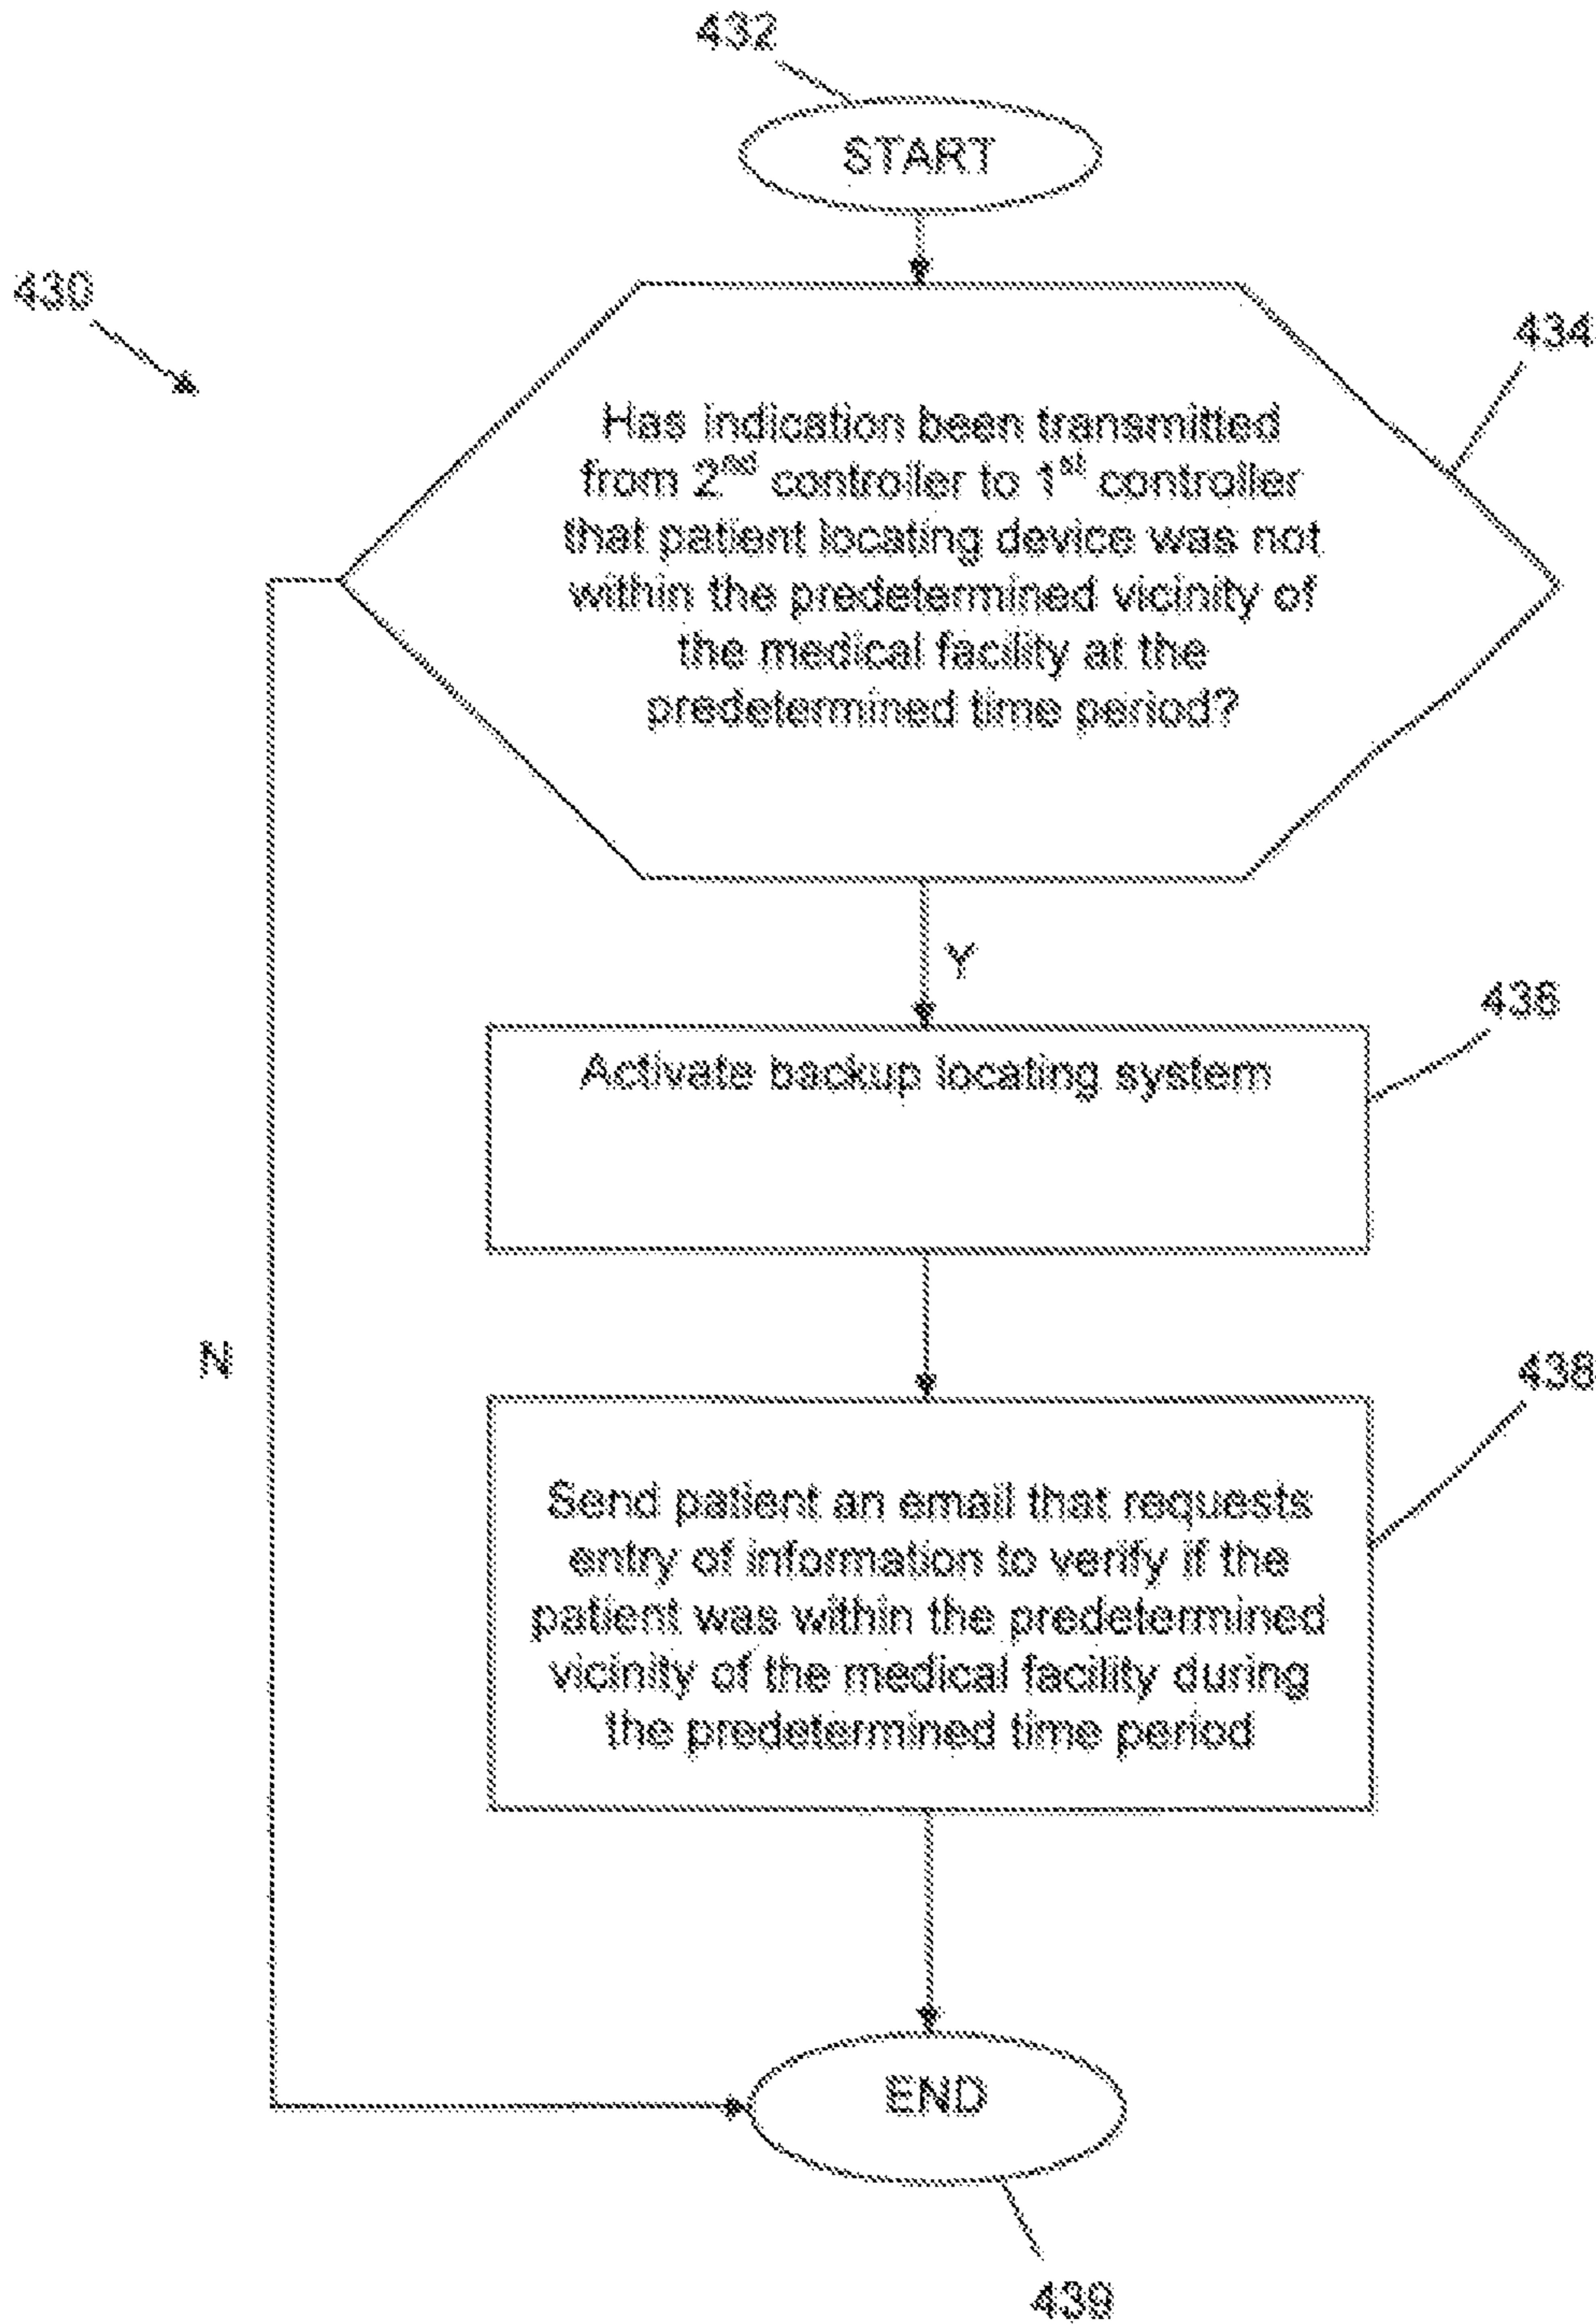 432
START
430
434
Has indication been transmitted
from 2nd controller to 1st controller
that patient locating device was not
within the predetermined vicinity of
the medical facility at the
predetermined time period?
Y
436
Activate backup locating system
N
438
Send patient an email that requests
entry of information to verify if the
patient was within the predetermined
vicinity of the medical facility during
the predetermined time period
END
439